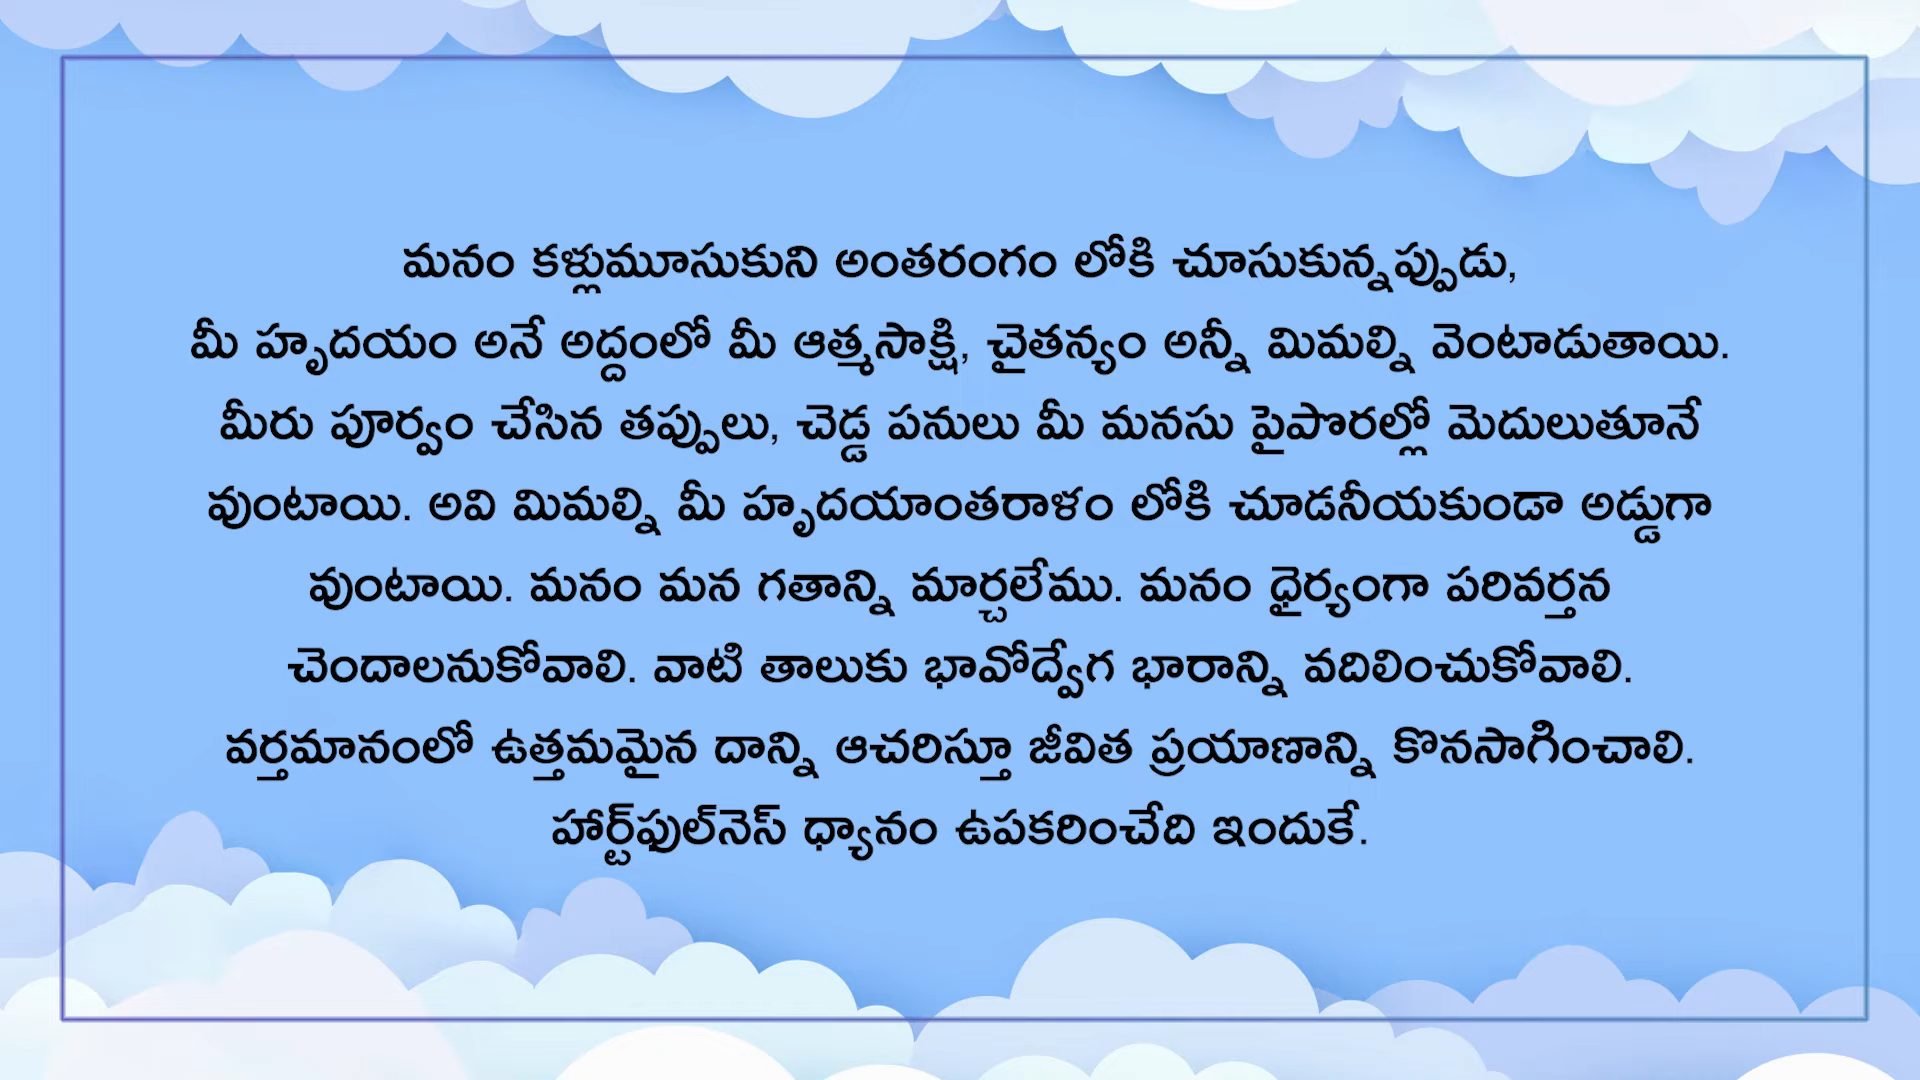 మనం కళ్లుమూసుకుని అంతరంగం లోకి చూసుకున్నప్పుడు,
మీ హృదయం అనే అద్దంలో మీ ఆత్మసాక్షి, చైతన్యం అన్నీ మిమల్ని వెంటాడుతాయి.
మీరు పూర్వం చేసిన తప్పులు, చెడ్డ పనులు మీ మనసు పైపొరల్లో మెదులుతూనే
వుంటాయి. అవి మిమల్ని మీ హృదయాంతరాళం లోకి చూడనీయకుండా అడ్డుగా
వుంటాయి. మనం మన గతాన్ని మార్చలేము. మనం ధైర్యంగా పరివర్తన
చెందాలనుకోవాలి. వాటి తాలుకు భావోద్వేగ భారాన్ని వదిలించుకోవాలి.
వర్తమానంలో ఉత్తమమైన దాన్ని ఆచరిస్తూ జీవిత ప్రయాణాన్ని కొనసాగించాలి.
హార్ట్‌ఫుల్‌నెస్ ధ్యానం ఉపకరించేది ఇందుకే.